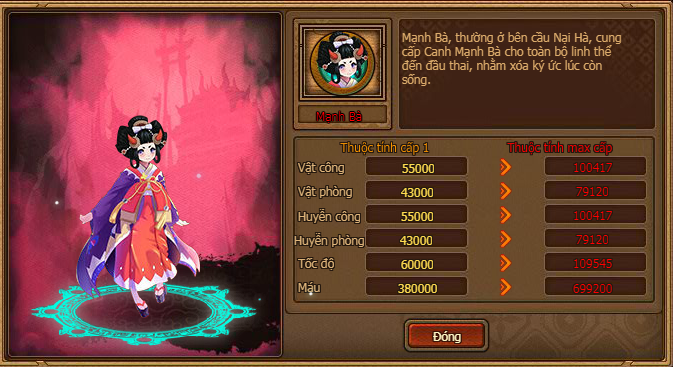 Mạnh Bà, thường ở bên cầu Nại Hà, cung
cấp Canh Mạnh Bà cho toàn bộ linh thể
đến đầu thai, nhằm xóa ký ức lúc còn
sống.
Mạnh Bà
Thuộc tính cấp 1 Thuộc tính max cấp
Vật công 55000 100417
Vật phòng 43000 79120
Huyễn công 55000 100417
Huyễn phòng 43000 79120
Tốc độ 60000 109545
Máu 380000 699200
Đóng